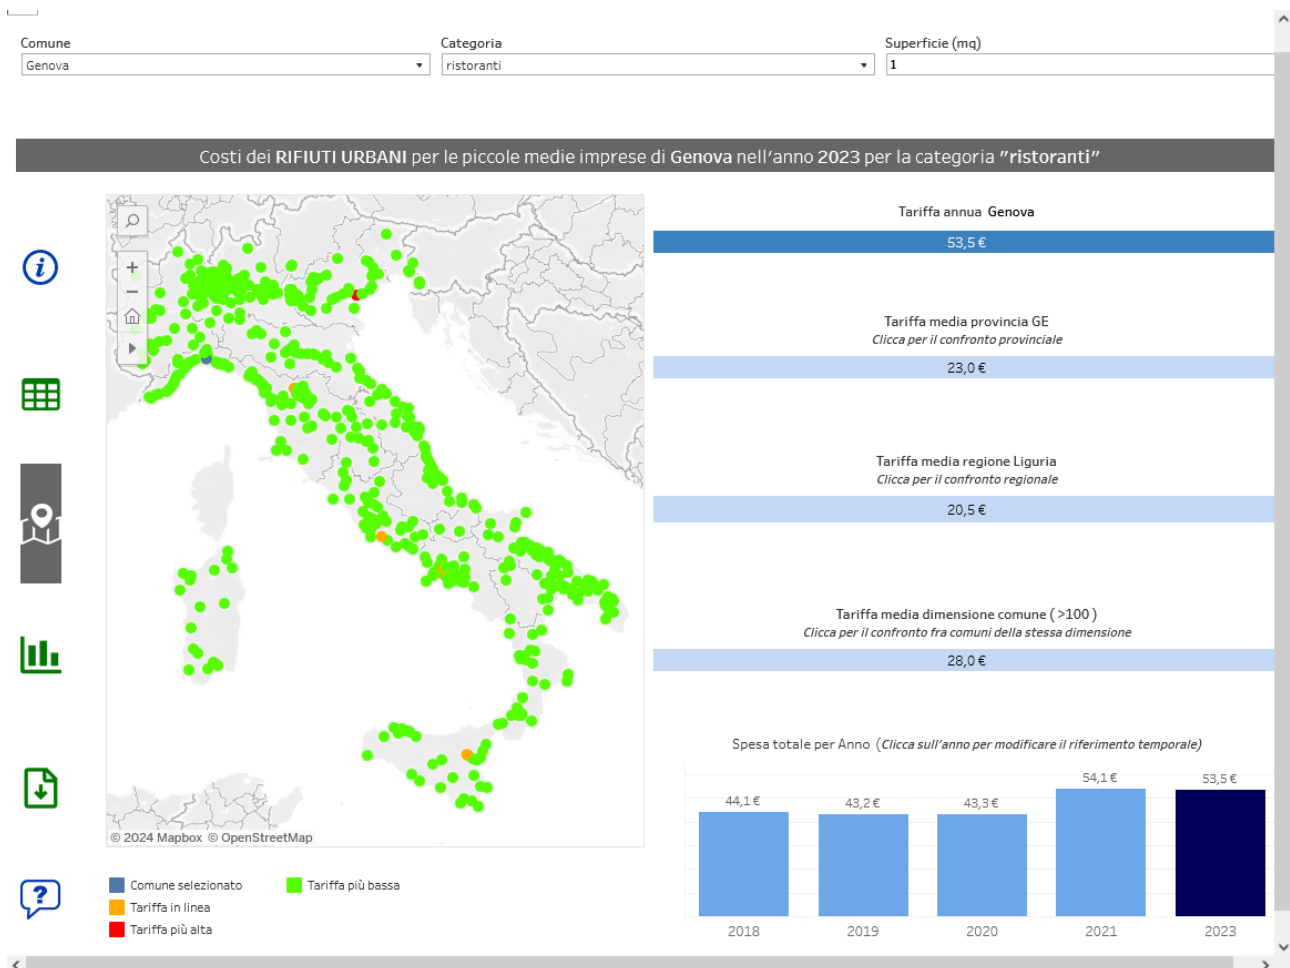 Comune
Categoria
Superficie (mq)
Genova
ristoranti
1
Costi dei RIFIUTI URBANI per le piccole medie imprese di Genova nell'anno 2023 per la categoria "ristoranti"
Tariffa annua Genova
53,5 €
Tariffa media provincia GE
Clicca per il confronto provinciale
23,0 €
Tariffa media regione Liguria
Clicca per il confronto regionale
20,5 €
Tariffa media dimensione comune ( >100 )
Clicca per il confronto fra comuni della stessa dimensione
28,0 €
© 2024 Mapbox © OpenStreetMap
Comune selezionato
Tariffa più bassa
Tariffa in linea
Tariffa più alta
Spesa totale per Anno (Clicca sull'anno per modificare il riferimento temporale)
44,1 €
43,2 €
43,3 €
54,1 €
53,5 €
2018
2019
2020
2021
2023